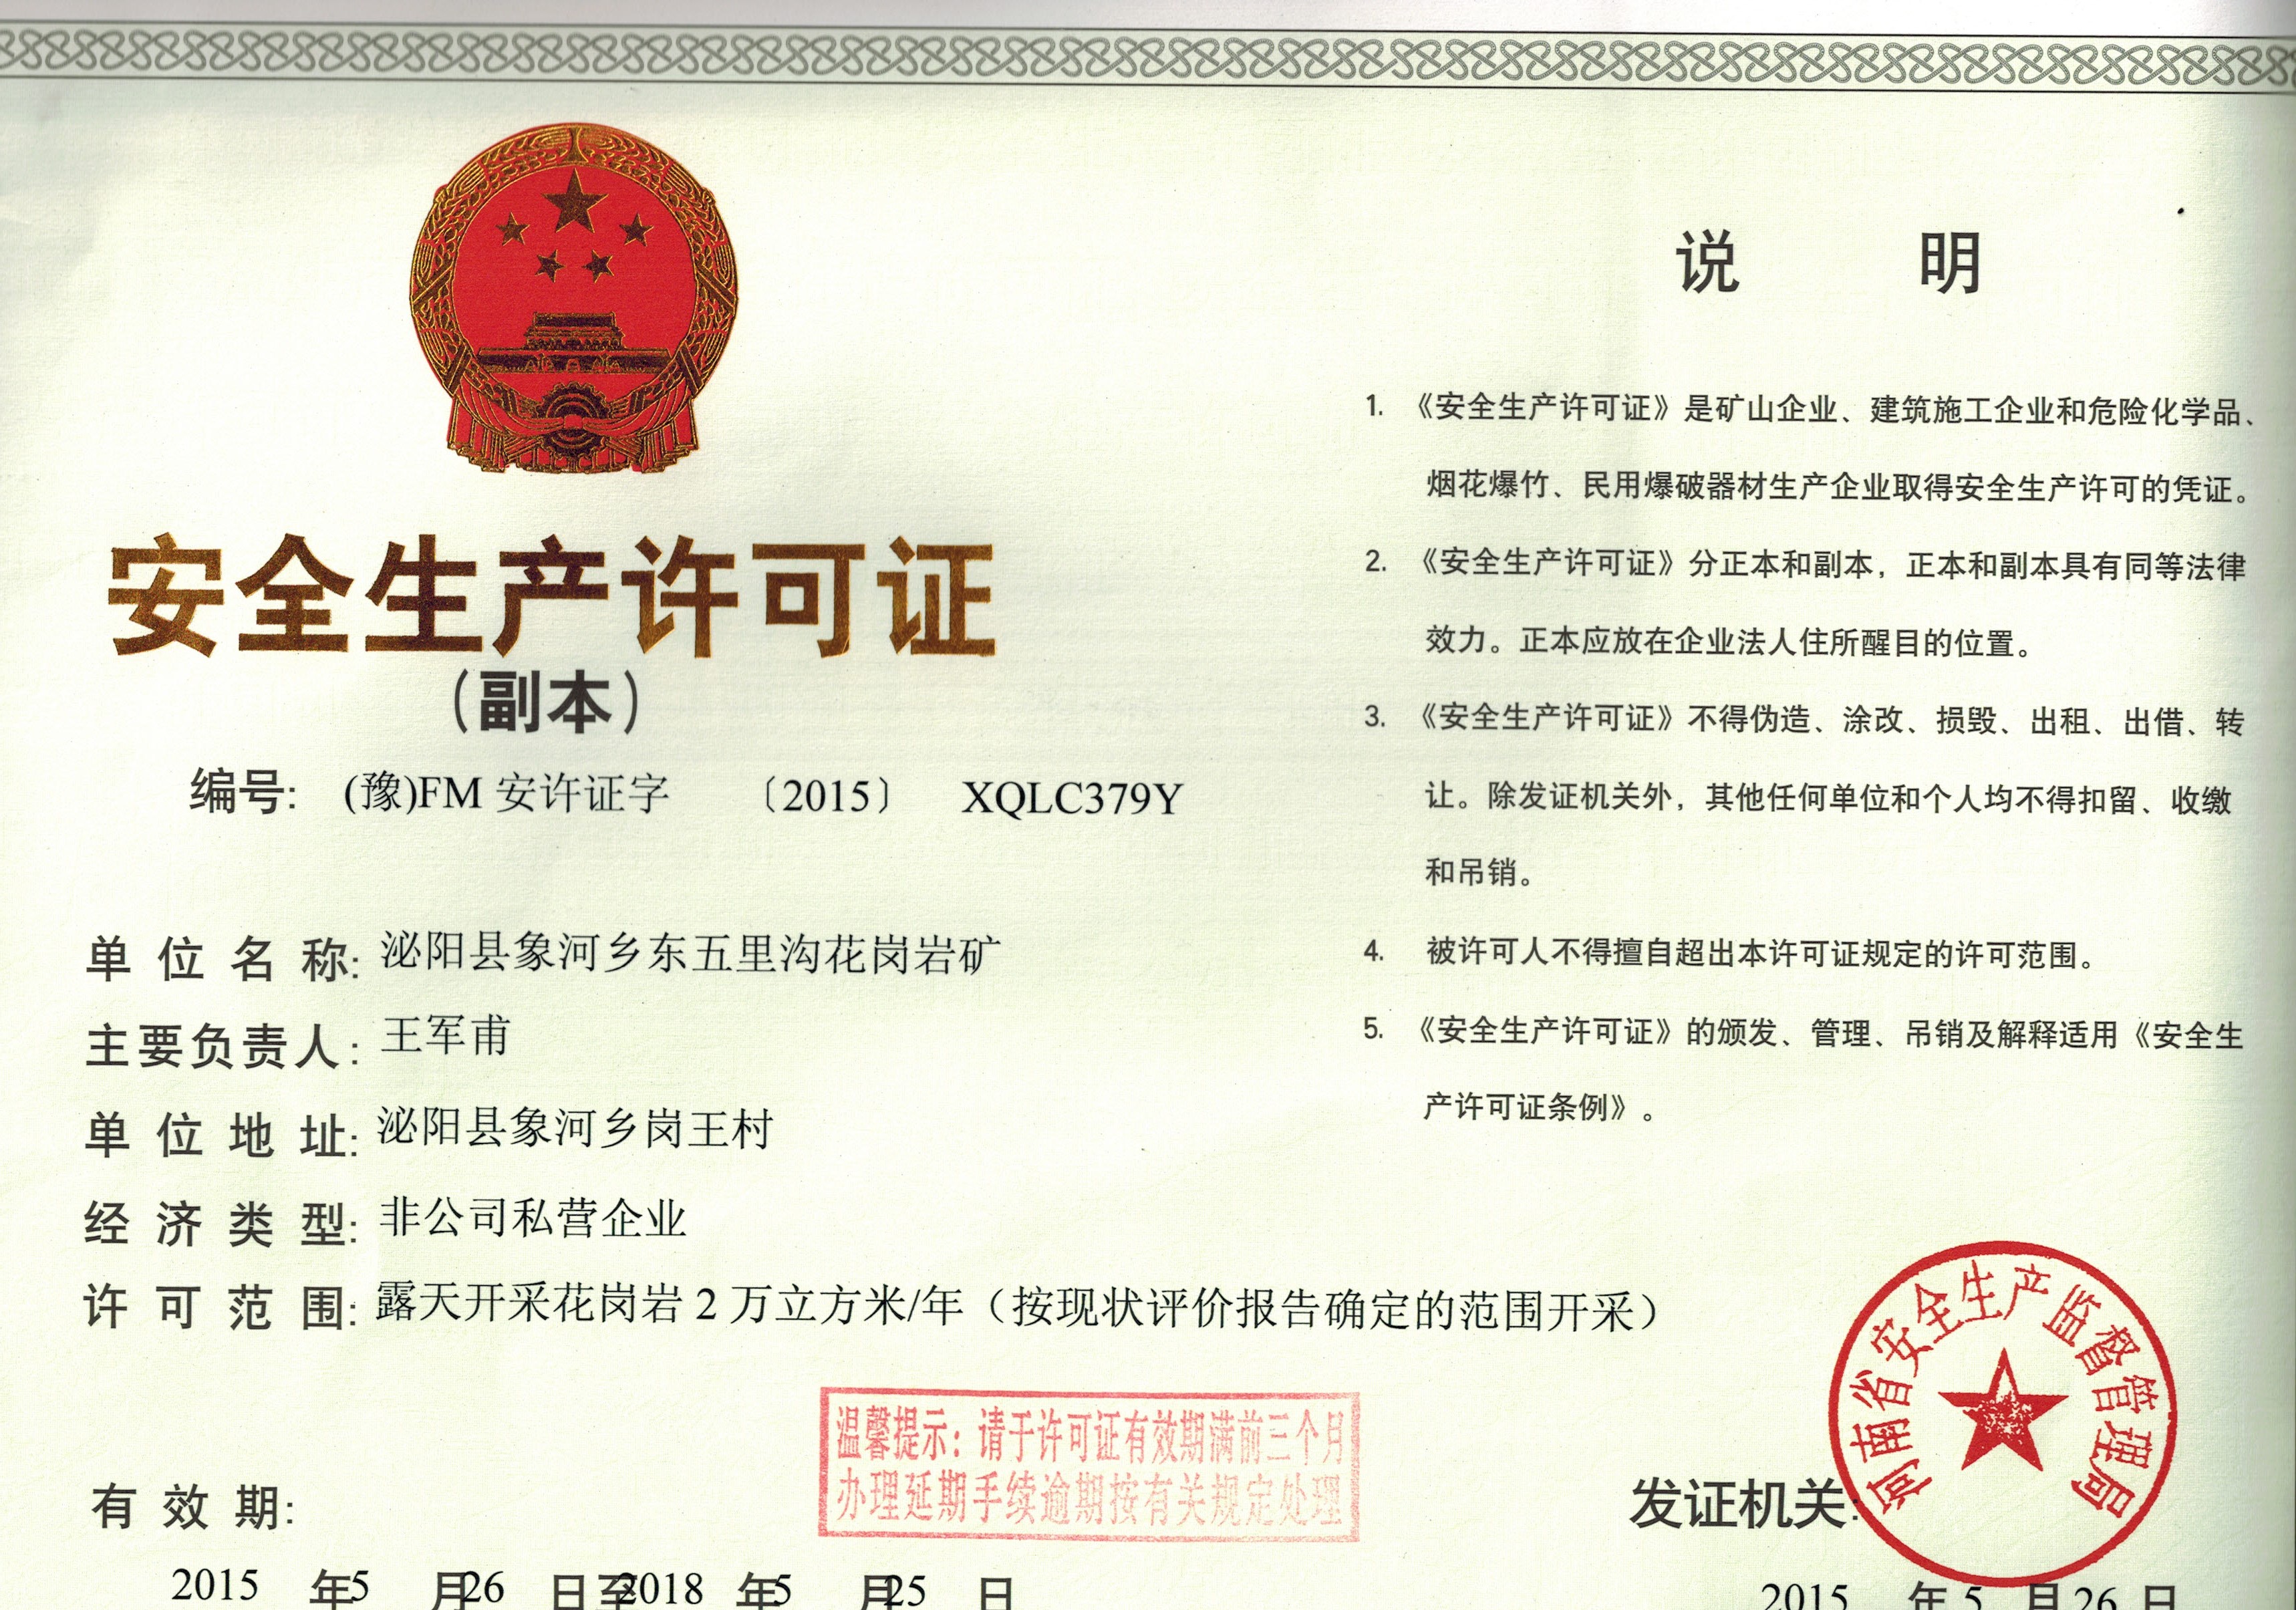 安全生产许可证
（副本）
编号: (豫)FM 安许证字 〔2015〕 XQLC379Y
单位名称: 泌阳县象河乡东五里沟花岗岩矿
主要负责人: 王军甫
单位地址: 泌阳县象河乡岗王村
经济类型: 非公司私营企业
许可范围: 露天开采花岗岩 2 万立方米/年（按现状评价报告确定的范围开采）
温馨提示: 请于许可证有效期满前三个月
办理延期手续逾期按有关规定处理
有效期:
2015 年 5 月 26 日至 2018 年 5 月 25 日
说 明
1. 《安全生产许可证》是矿山企业、建筑施工企业和危险化学品、
烟花爆竹、民用爆破器材生产企业取得安全生产许可的凭证。
2. 《安全生产许可证》分正本和副本，正本和副本具有同等法律
效力。正本应放在企业法人住所醒目的位置。
3. 《安全生产许可证》不得伪造、涂改、损毁、出租、出借、转
让。除发证机关外，其他任何单位和个人均不得扣留、收缴
和吊销。
4. 被许可人不得擅自超出本许可证规定的许可范围。
5. 《安全生产许可证》的颁发、管理、吊销及解释适用《安全生
产许可证条例》。
发证机关:
河南省安全生产监督管理局
2015 年 5 月 26 日